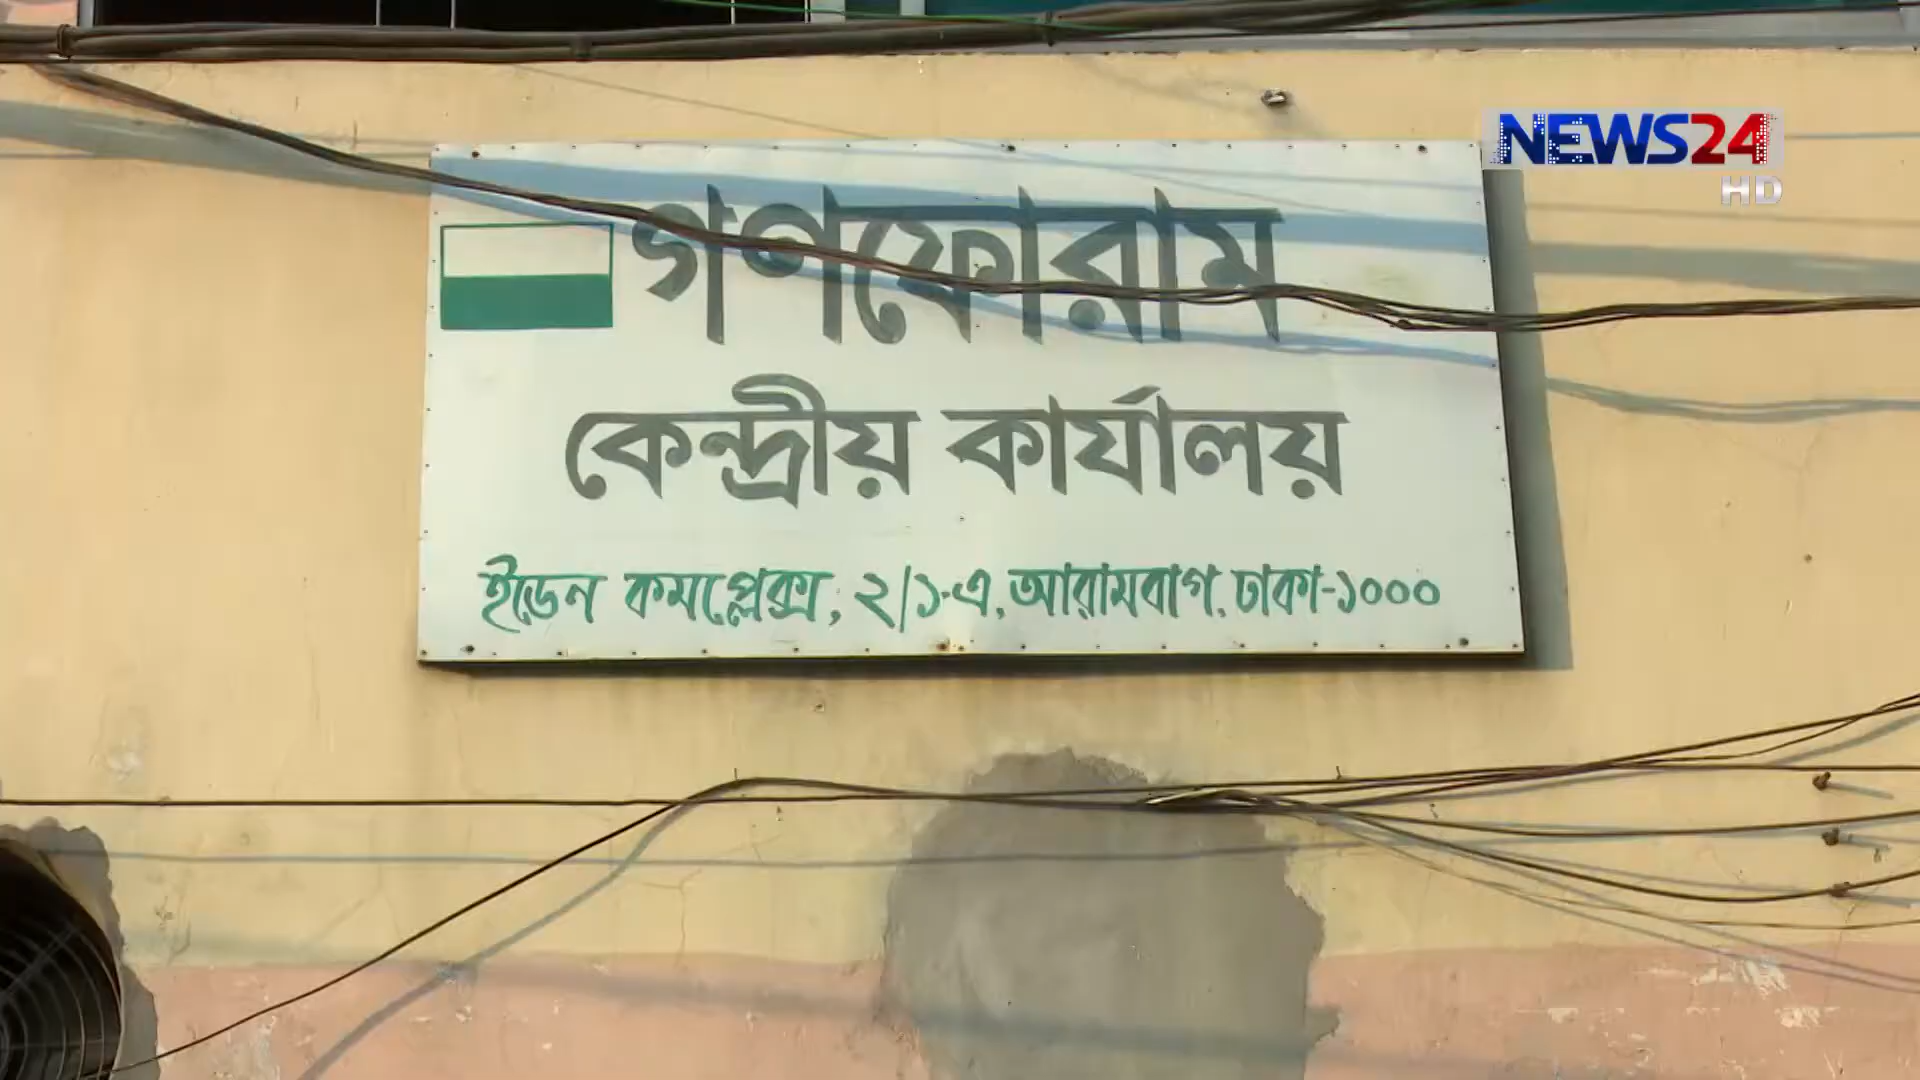 NEWS24
HD
গণফোরাম
কেন্দ্রীয় কার্যালয়
ইডেন কমপ্লেক্স, ২/১-এ, আরামবাগ, ঢাকা-১০০০